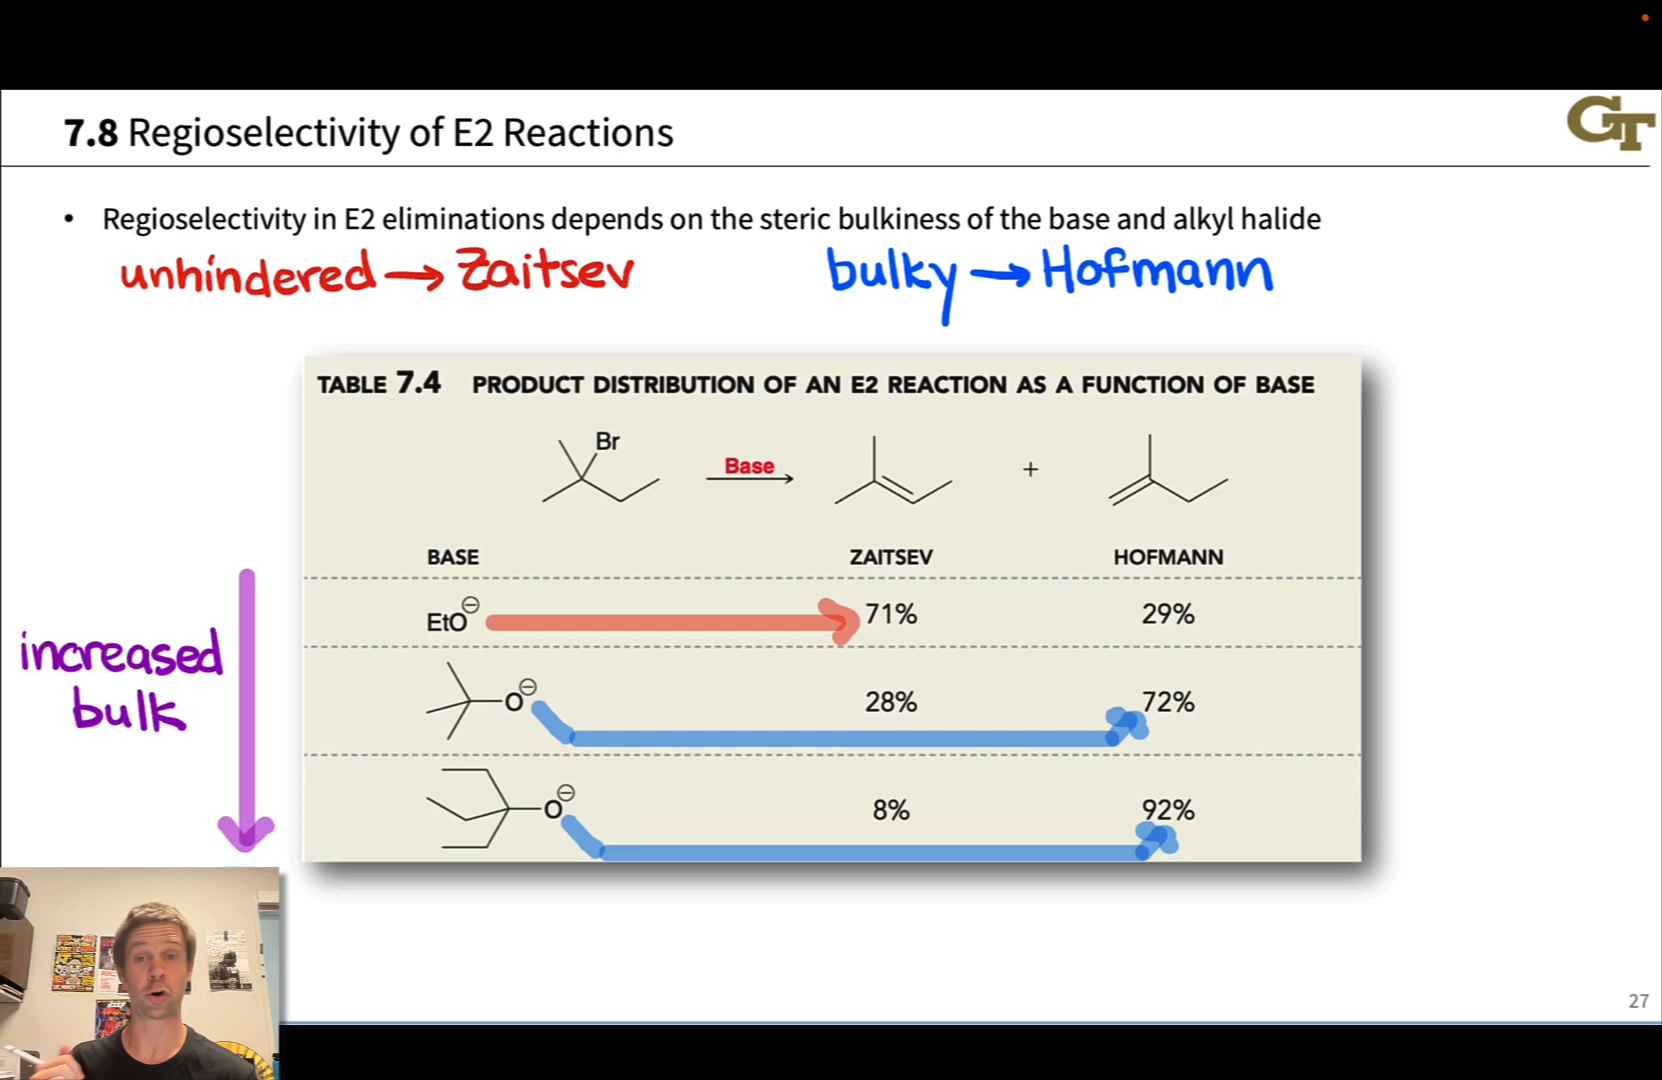 7.8 Regioselectivity of E2 Reactions
GT
• Regioselectivity in E2 eliminations depends on the steric bulkiness of the base and alkyl halide
unhindered → Zaitsev
bulky → Hofmann
TABLE 7.4 PRODUCT DISTRIBUTION OF AN E2 REACTION AS A FUNCTION OF BASE
Br
Base
+
BASE ZAITSEV HOFMANN
EtO⊖ 71% 29%
O⊖ 28% 72%
O⊖ 8% 92%
increased
bulk
27